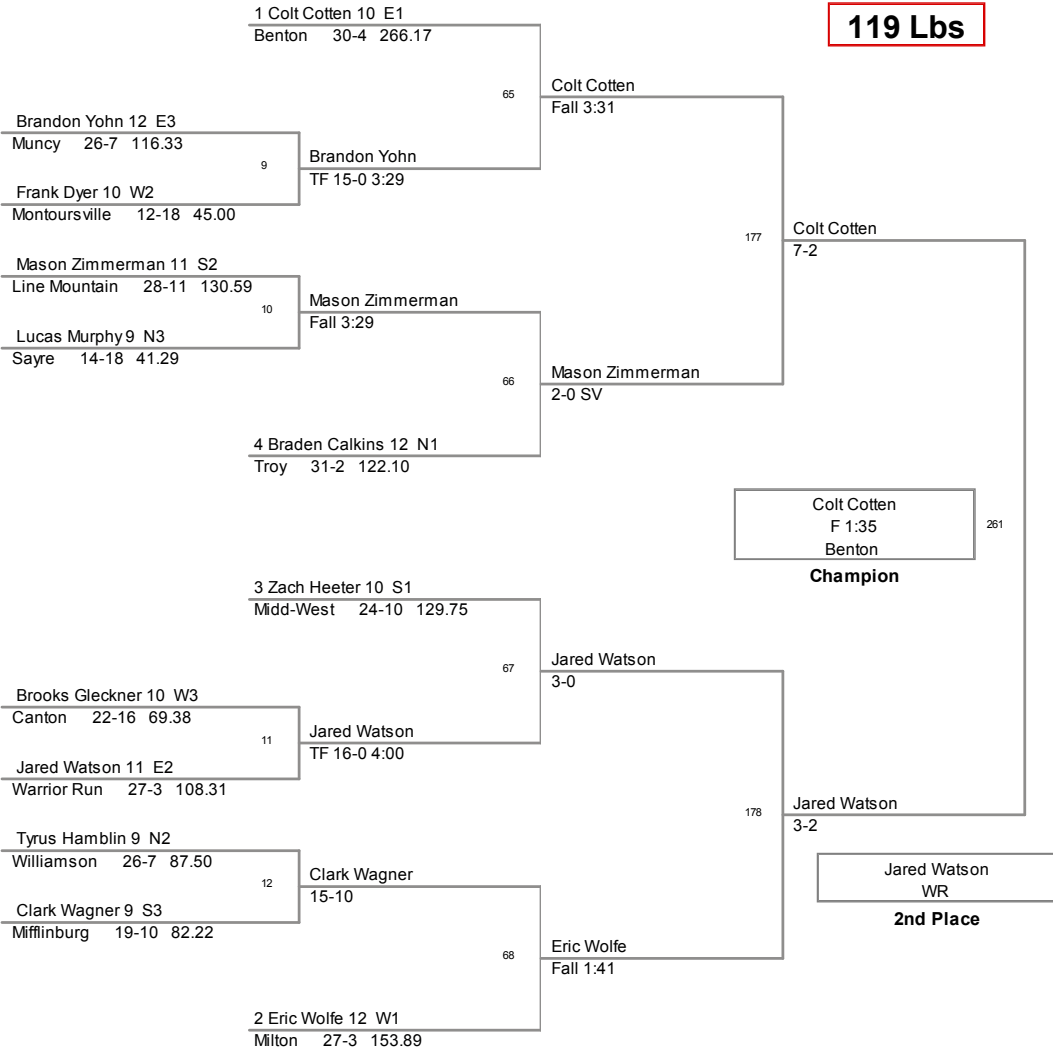 1 Colt Cotten 10 E1
119 Lbs
Benton 30-4 266.17
65
Colt Cotten
Fall 3:31
Brandon Yohn 12 E3
Muncy 26-7 116.33
9
Brandon Yohn
TF 15-0 3:29
Frank Dyer 10 W2
Montoursville 12-18 45.00
177
Colt Cotten
7-2
Mason Zimmerman 11 S2
Line Mountain 28-11 130.59
10
Mason Zimmerman
Fall 3:29
Lucas Murphy 9 N3
Sayre 14-18 41.29
66
Mason Zimmerman
2-0 SV
4 Braden Calkins 12 N1
Troy 31-2 122.10
Colt Cotten
F 1:35
Benton
261
Champion
3 Zach Heeter 10 S1
Midd-West 24-10 129.75
67
Jared Watson
3-0
Brooks Gleckner 10 W3
Canton 22-16 69.38
11
Jared Watson
TF 16-0 4:00
Jared Watson 11 E2
Warrior Run 27-3 108.31
178
Jared Watson
3-2
Tyrus Hamblin 9 N2
Williamson 26-7 87.50
12
Clark Wagner
15-10
Jared Watson
WR
2nd Place
Clark Wagner 9 S3
Mifflinburg 19-10 82.22
68
Eric Wolfe
Fall 1:41
2 Eric Wolfe 12 W1
Milton 27-3 153.89